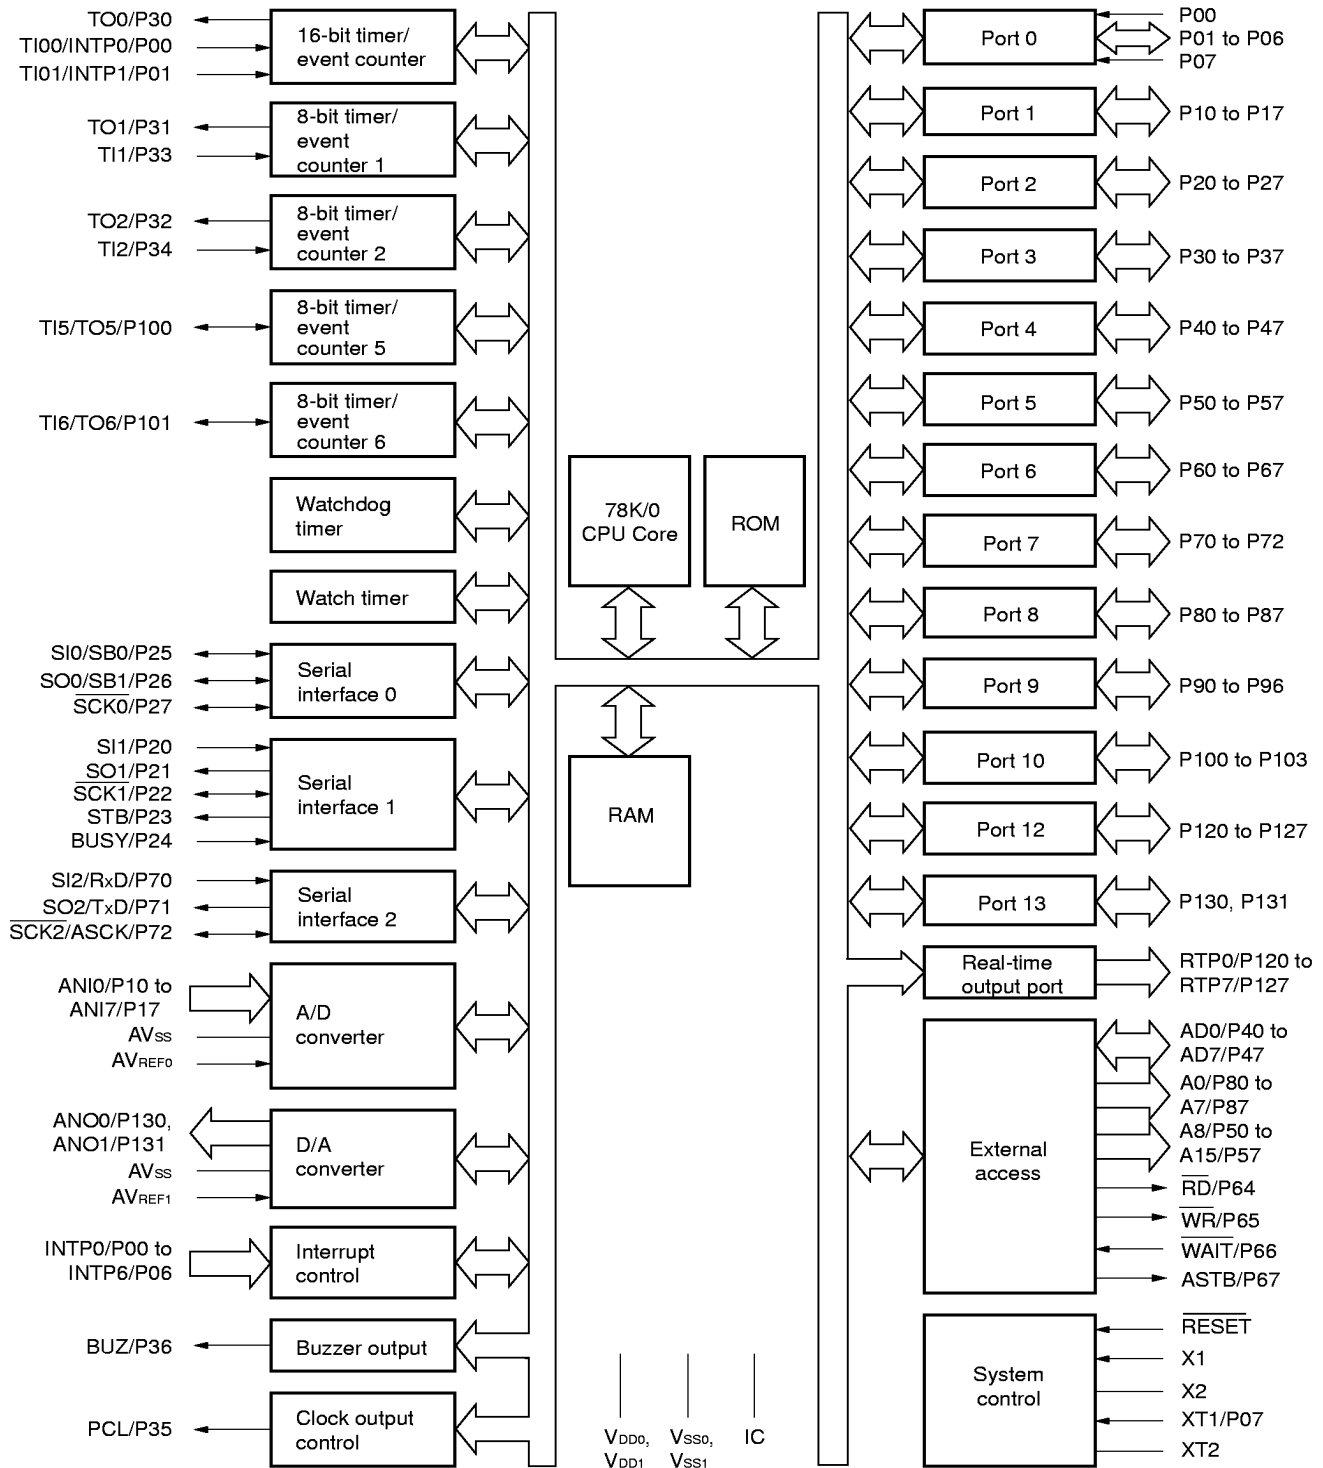 TO0/P30
TI00/INTP0/P00
TI01/INTP1/P01
16-bit timer/
event counter
TO1/P31
TI1/P33
8-bit timer/
event
counter 1
TO2/P32
TI2/P34
8-bit timer/
event
counter 2
TI5/TO5/P100
8-bit timer/
event
counter 5
TI6/TO6/P101
8-bit timer/
event
counter 6
Watchdog
timer
Watch timer
SI0/SB0/P25
SO0/SB1/P26
SCK0/P27
Serial
interface 0
SI1/P20
SO1/P21
SCK1/P22
STB/P23
BUSY/P24
Serial
interface 1
SI2/RxD/P70
SO2/TxD/P71
SCK2/ASCK/P72
Serial
interface 2
ANI0/P10 to
ANI7/P17
AVSS
AVREF0
A/D
converter
ANO0/P130,
ANO1/P131
AVSS
AVREF1
D/A
converter
INTP0/P00 to
INTP6/P06
Interrupt
control
BUZ/P36
Buzzer output
PCL/P35
Clock output
control
78K/0
CPU Core
ROM
RAM
VDD0,
VDD1
VSS0,
VSS1
IC
Port 0
P00
P01 to P06
P07
Port 1
P10 to P17
Port 2
P20 to P27
Port 3
P30 to P37
Port 4
P40 to P47
Port 5
P50 to P57
Port 6
P60 to P67
Port 7
P70 to P72
Port 8
P80 to P87
Port 9
P90 to P96
Port 10
P100 to P103
Port 12
P120 to P127
Port 13
P130, P131
Real-time
output port
RTP0/P120 to
RTP7/P127
External
access
AD0/P40 to
AD7/P47
A0/P80 to
A7/P87
A8/P50 to
A15/P57
RD/P64
WR/P65
WAIT/P66
ASTB/P67
System
control
RESET
X1
X2
XT1/P07
XT2